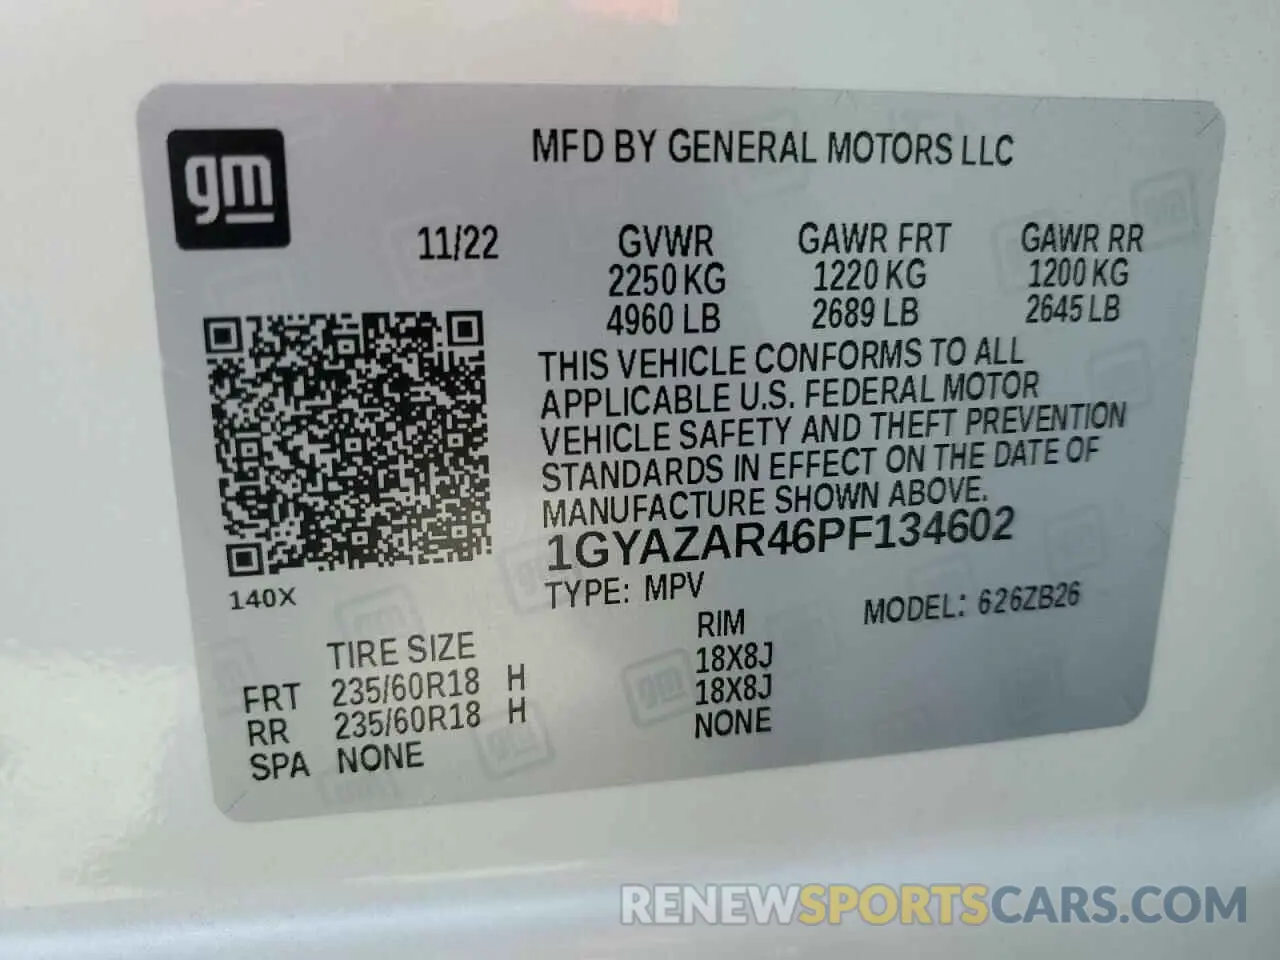 gm
MFD BY GENERAL MOTORS LLC
11/22 GVWR GAWR FRT GAWR RR
2250 KG 1220 KG 1200 KG
4960 LB 2689 LB 2645 LB
THIS VEHICLE CONFORMS TO ALL
APPLICABLE U.S. FEDERAL MOTOR
VEHICLE SAFETY AND THEFT PREVENTION
STANDARDS IN EFFECT ON THE DATE OF
MANUFACTURE SHOWN ABOVE.
1GYAZAR46PF134602
140X
TYPE: MPV MODEL: 626ZB26
TIRE SIZE RIM
FRT 235/60R18 H 18X8J
RR 235/60R18 H 18X8J
SPA NONE NONE
RENEWSPORTSCARS.COM